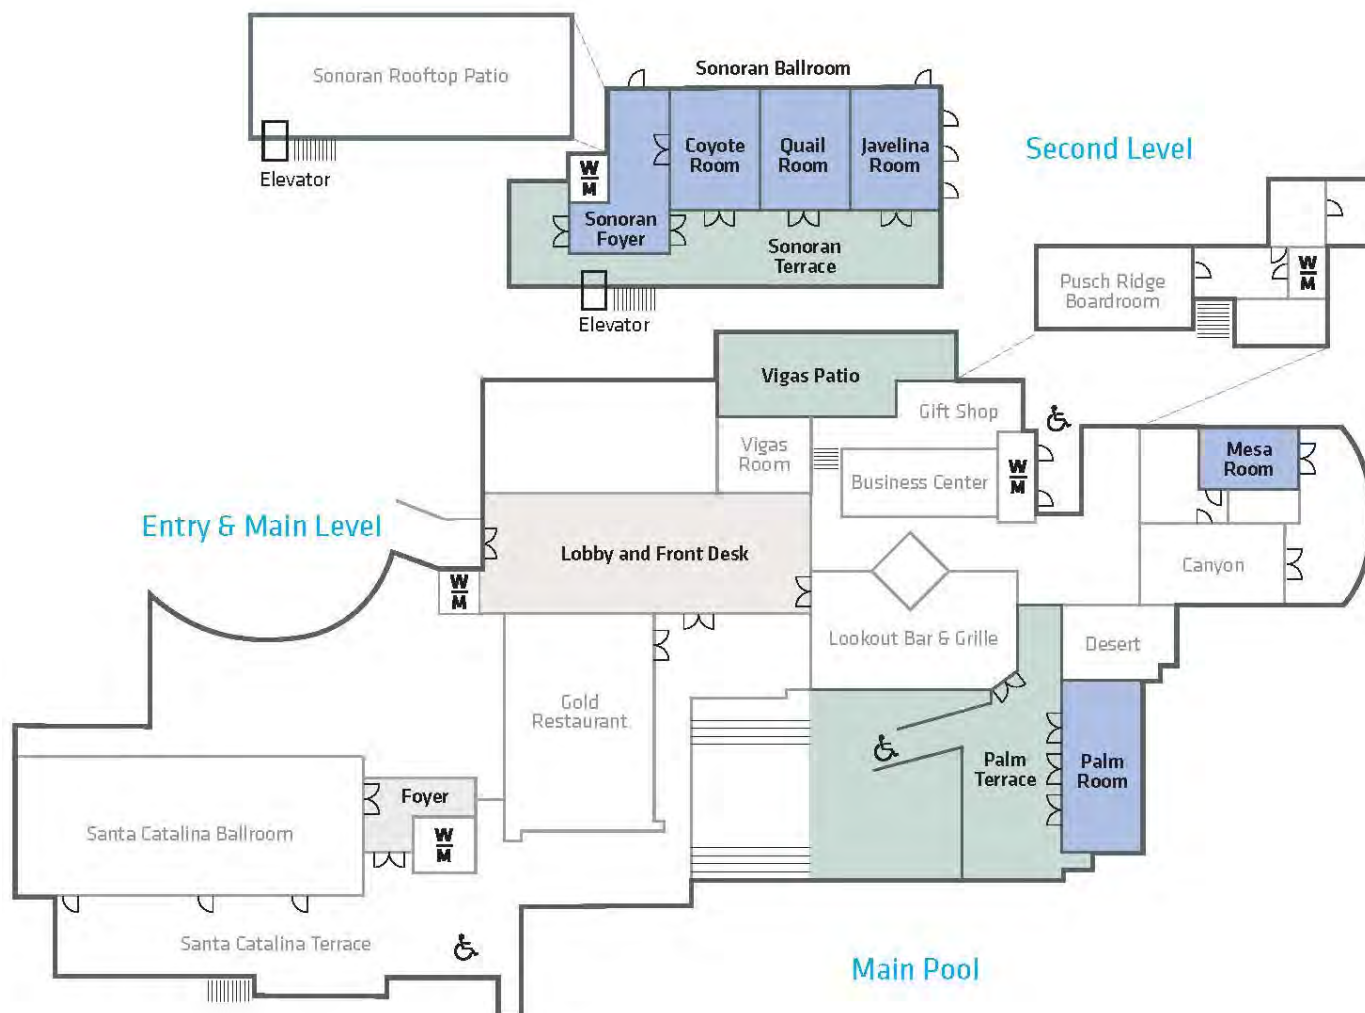 Sonoran Rooftop Patio
Elevator
Sonoran Ballroom
Coyote
Room
Quail
Room
Javelina
Room
W
M
Sonoran
Foyer
Sonoran
Terrace
Elevator
Second Level
Pusch Ridge
Boardroom
W
M
Vigas Patio
Gift Shop
Vigas
Room
Business Center
W
M
Mesa
Room
Entry & Main Level
Lobby and Front Desk
W
M
Canyon
Lookout Bar & Grille
Desert
Gold
Restaurant
Palm
Terrace
Palm
Room
Foyer
Santa Catalina Ballroom
W
M
Santa Catalina Terrace
Main Pool